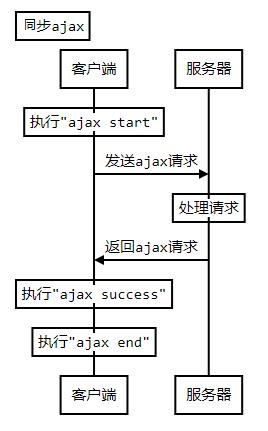 同步ajax
客户端
服务器
执行"ajax start"
发送ajax请求
处理请求
返回ajax请求
执行"ajax success"
执行"ajax end"
客户端
服务器